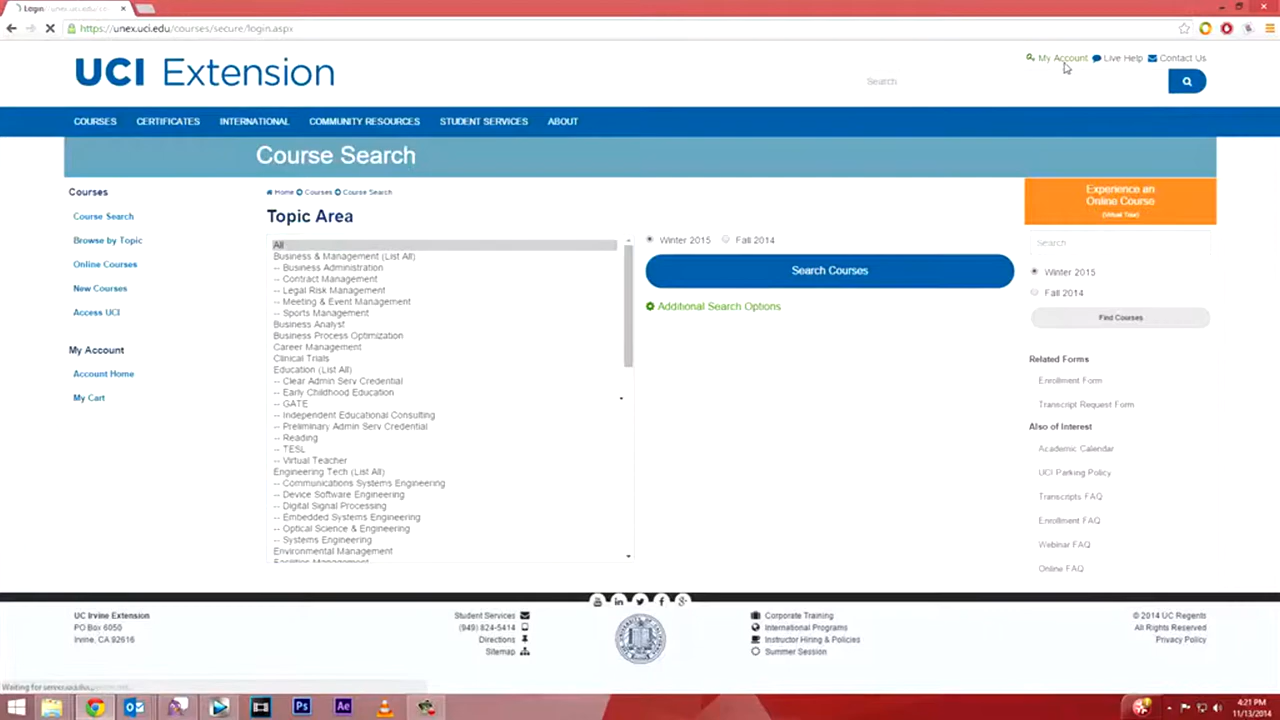 Login
https://unex.uci.edu/courses/secure/login.aspx
UCI Extension
My Account Live Help Contact Us
Search
COURSES CERTIFICATES INTERNATIONAL COMMUNITY RESOURCES STUDENT SERVICES ABOUT
Course Search
Courses
Course Search
Browse by Topic
Online Courses
New Courses
Access UCI
My Account
Account Home
My Cart
Home Courses Course Search
Topic Area
All
Business & Management (List All)
-- Business Administration
-- Contract Management
-- Legal Risk Management
-- Meeting & Event Management
-- Sports Management
Business Analyst
Business Process Optimization
Career Management
Clinical Trials
Education (List All)
-- Clear Admin Serv Credential
-- Early Childhood Education
-- GATE
-- Independent Educational Consulting
-- Preliminary Admin Serv Credential
-- Reading
-- TESL
-- Virtual Teacher
Engineering Tech (List All)
-- Communications Systems Engineering
-- Device Software Engineering
-- Digital Signal Processing
-- Embedded Systems Engineering
-- Optical Science & Engineering
-- Systems Engineering
Environmental Management
Facilities Management
Winter 2015 Fall 2014
Search Courses
Additional Search Options
Experience an
Online Course
(Virtual Tour)
Search
Winter 2015
Fall 2014
Find Courses
Related Forms
Enrollment Form
Transcript Request Form
Also of Interest
Academic Calendar
UCI Parking Policy
Transcripts FAQ
Enrollment FAQ
Webinar FAQ
Online FAQ
UC Irvine Extension
PO Box 6050
Irvine, CA 92616
Student Services
(949) 824-5414
Directions
Sitemap
Corporate Training
International Programs
Instructor Hiring & Policies
Summer Session
© 2014 UC Regents
All Rights Reserved
Privacy Policy
Waiting for
Ps
Ae
4:21 PM
11/13/2014